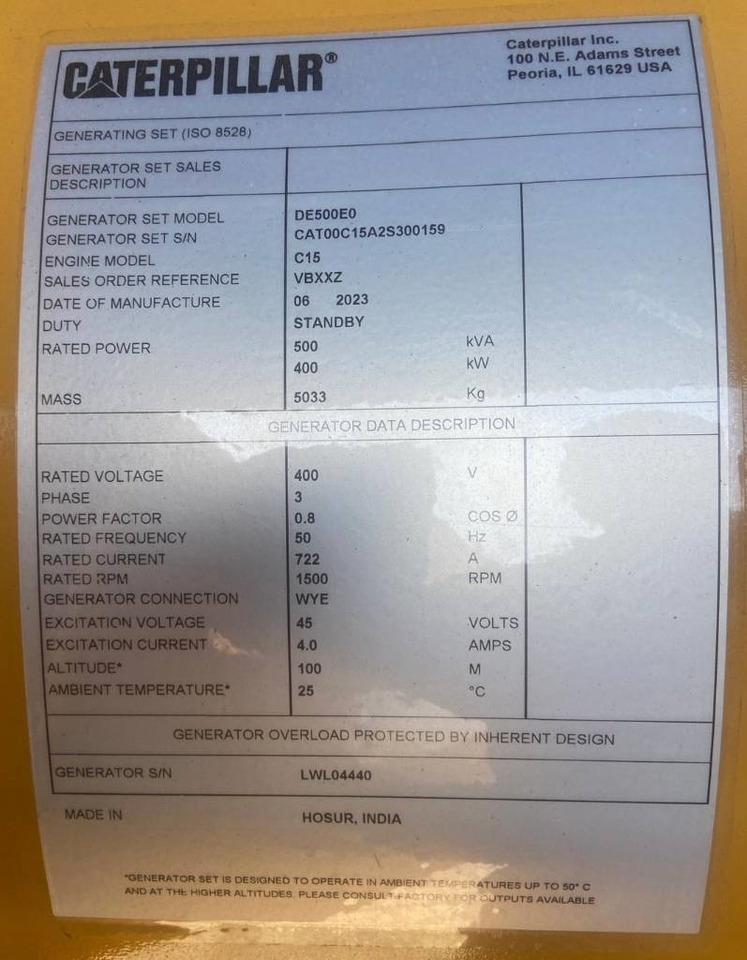 CATERPILLAR®
Caterpillar Inc.
100 N.E. Adams Street
Peoria, IL 61629 USA
GENERATING SET (ISO 8528)
GENERATOR SET SALES
DESCRIPTION
GENERATOR SET MODEL DE500E0
GENERATOR SET S/N CAT00C15A2S300159
ENGINE MODEL C15
SALES ORDER REFERENCE VBXXZ
DATE OF MANUFACTURE 06 2023
DUTY STANDBY
RATED POWER 500 kVA
400 kW
MASS 5033 Kg
GENERATOR DATA DESCRIPTION
RATED VOLTAGE 400 V
PHASE 3
POWER FACTOR 0.8 COS Ø
RATED FREQUENCY 50 Hz
RATED CURRENT 722 A
RATED RPM 1500 RPM
GENERATOR CONNECTION WYE
EXCITATION VOLTAGE 45 VOLTS
EXCITATION CURRENT 4.0 AMPS
ALTITUDE* 100 M
AMBIENT TEMPERATURE* 25 °C
GENERATOR OVERLOAD PROTECTED BY INHERENT DESIGN
GENERATOR S/N LWL04440
MADE IN HOSUR, INDIA
*GENERATOR SET IS DESIGNED TO OPERATE IN AMBIENT TEMPERATURES UP TO 50° C
AND AT THE HIGHER ALTITUDES. PLEASE CONSULT FACTORY FOR OUTPUTS AVAILABLE